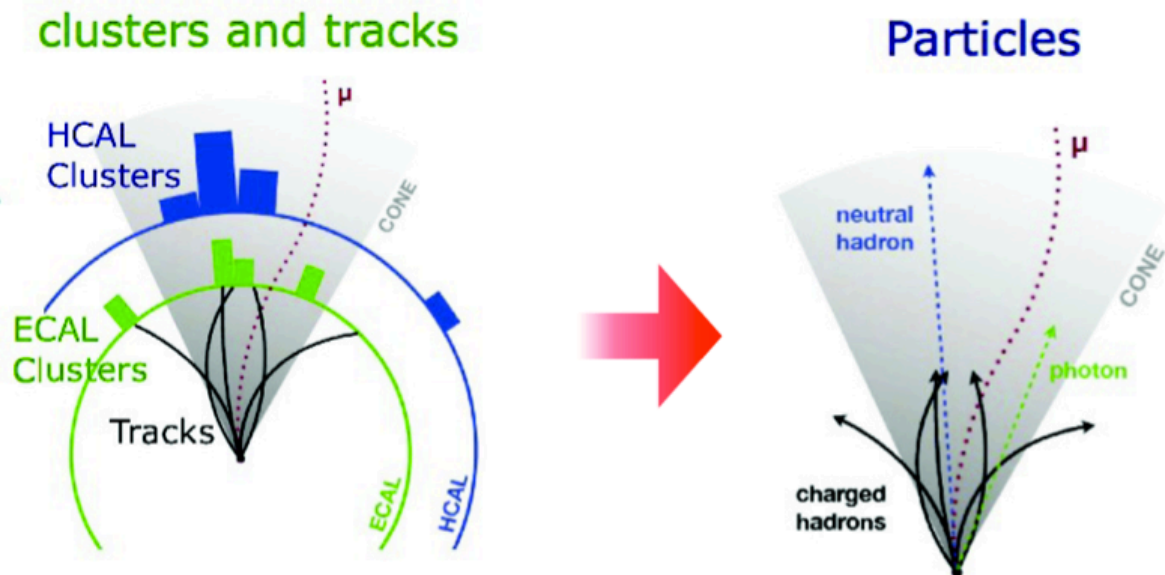 clusters and tracks
HCAL
Clusters
μ
CONE
ECAL
Clusters
Tracks
ECAL
HCAL
Particles
μ
neutral
hadron
CONE
photon
charged
hadrons